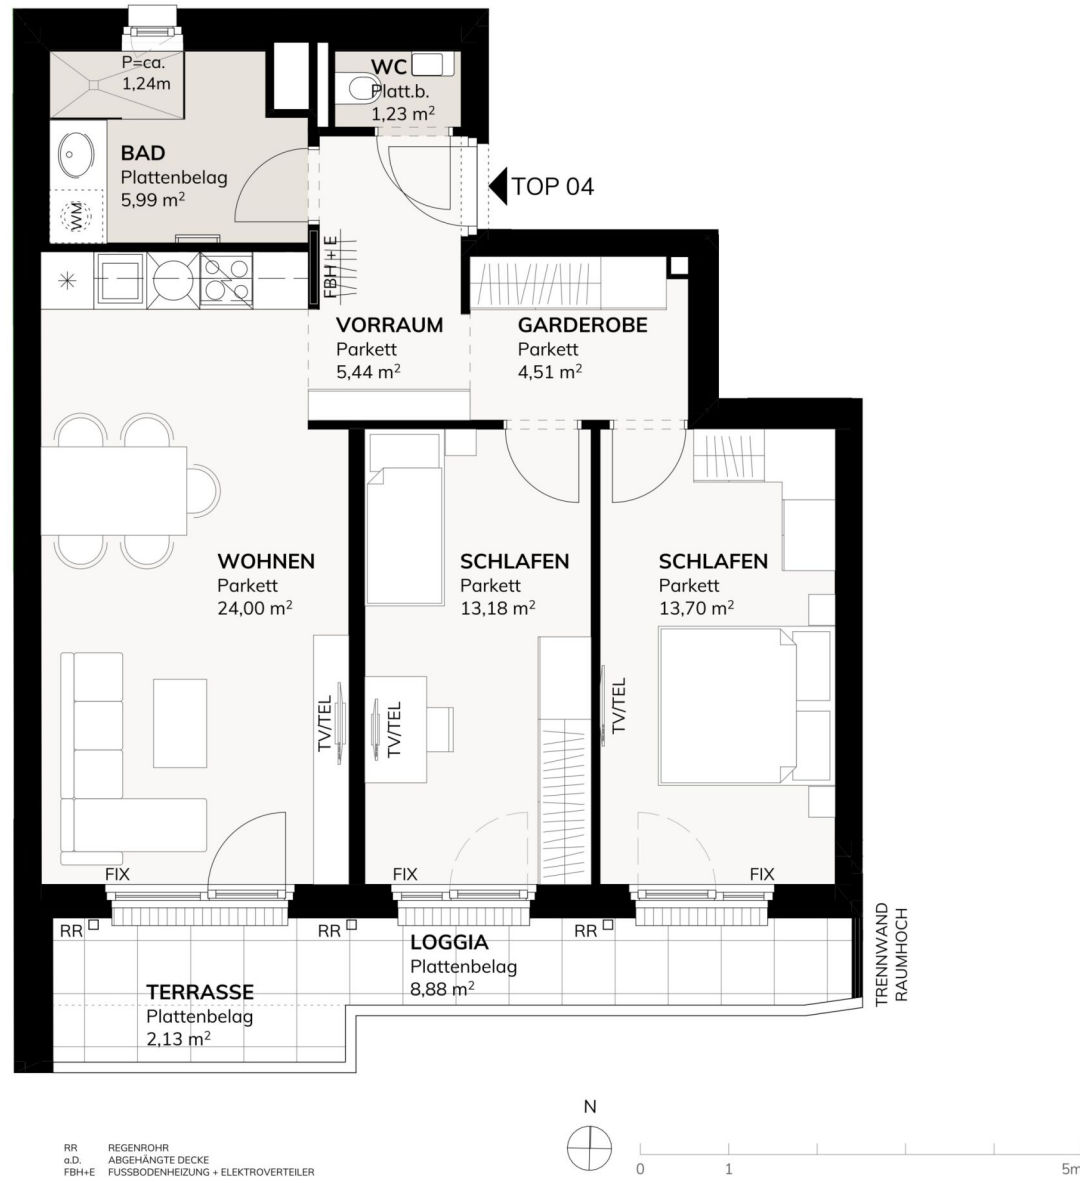 P=ca.
1,24m
WC
Platt.b.
1,23 m²
BAD
Plattenbelag
5,99 m²
TOP 04
WM
FBH + E
VORRAUM
Parkett
5,44 m²
GARDEROBE
Parkett
4,51 m²
WOHNEN
Parkett
24,00 m²
SCHLAFEN
Parkett
13,18 m²
SCHLAFEN
Parkett
13,70 m²
TV/TEL
TV/TEL
TV/TEL
FIX
FIX
FIX
RR
RR
RR
LOGGIA
Plattenbelag
8,88 m²
TERRASSE
Plattenbelag
2,13 m²
TRENNWAND
RAUMHOCH
N
0 1 5m
RR REGENROHR
a.D. ABGEHÄNGTE DECKE
FBH+E FUSSBODENHEIZUNG + ELEKTROVERTEILER